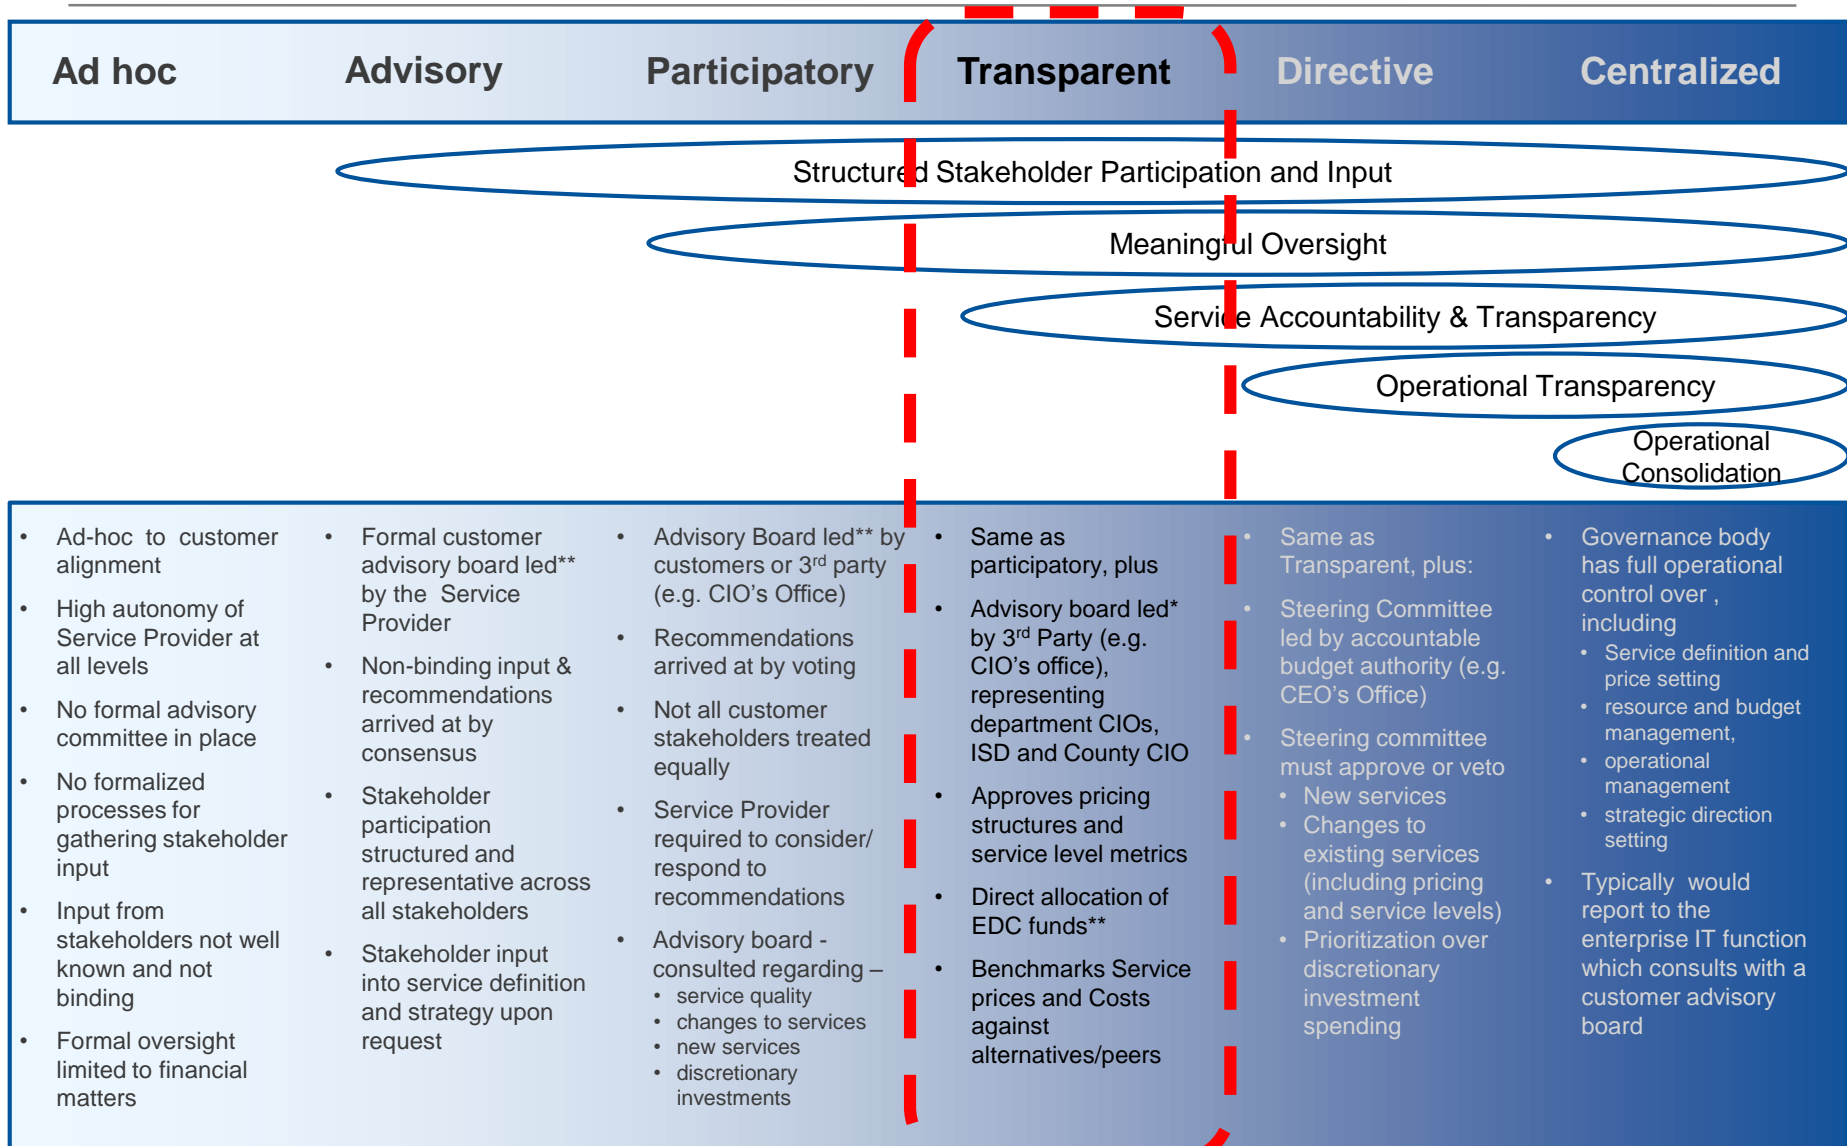 Ad hoc
Advisory
Participatory
Transparent
Directive
Centralized
Structured Stakeholder Participation and Input
Meaningful Oversight
Service Accountability & Transparency
Operational Transparency
Operational
Consolidation
• Ad-hoc to customer
alignment
• High autonomy of
Service Provider at
all levels
• No formal advisory
committee in place
• No formalized
processes for
gathering stakeholder
input
• Input from
stakeholders not well
known and not
binding
• Formal oversight
limited to financial
matters
• Formal customer
advisory board led**
by the Service
Provider
• Non-binding input &
recommendations
arrived at by
consensus
• Stakeholder
participation
structured and
representative across
all stakeholders
• Stakeholder input
into service definition
and strategy upon
request
• Advisory Board led** by
customers or 3rd party
(e.g. CIO's Office)
• Recommendations
arrived at by voting
• Not all customer
stakeholders treated
equally
• Service Provider
required to consider/
respond to
recommendations
• Advisory board -
consulted regarding –
• service quality
• changes to services
• new services
• discretionary
investments
• Same as
participatory, plus
• Advisory board led*
by 3rd Party (e.g.
CIO's office),
representing
department CIOs,
ISD and County CIO
• Approves pricing
structures and
service level metrics
• Direct allocation of
EDC funds**
• Benchmarks Service
prices and Costs
against
alternatives/peers
• Same as
Transparent, plus:
• Steering Committee
led by accountable
budget authority (e.g.
CEO's Office)
• Steering committee
must approve or veto
• New services
• Changes to
existing services
(including pricing
and service levels)
• Prioritization over
discretionary
investment
spending
• Governance body
has full operational
control over ,
including
• Service definition and
price setting
• resource and budget
management,
• operational
management
• strategic direction
setting
• Typically would
report to the
enterprise IT function
which consults with a
customer advisory
board